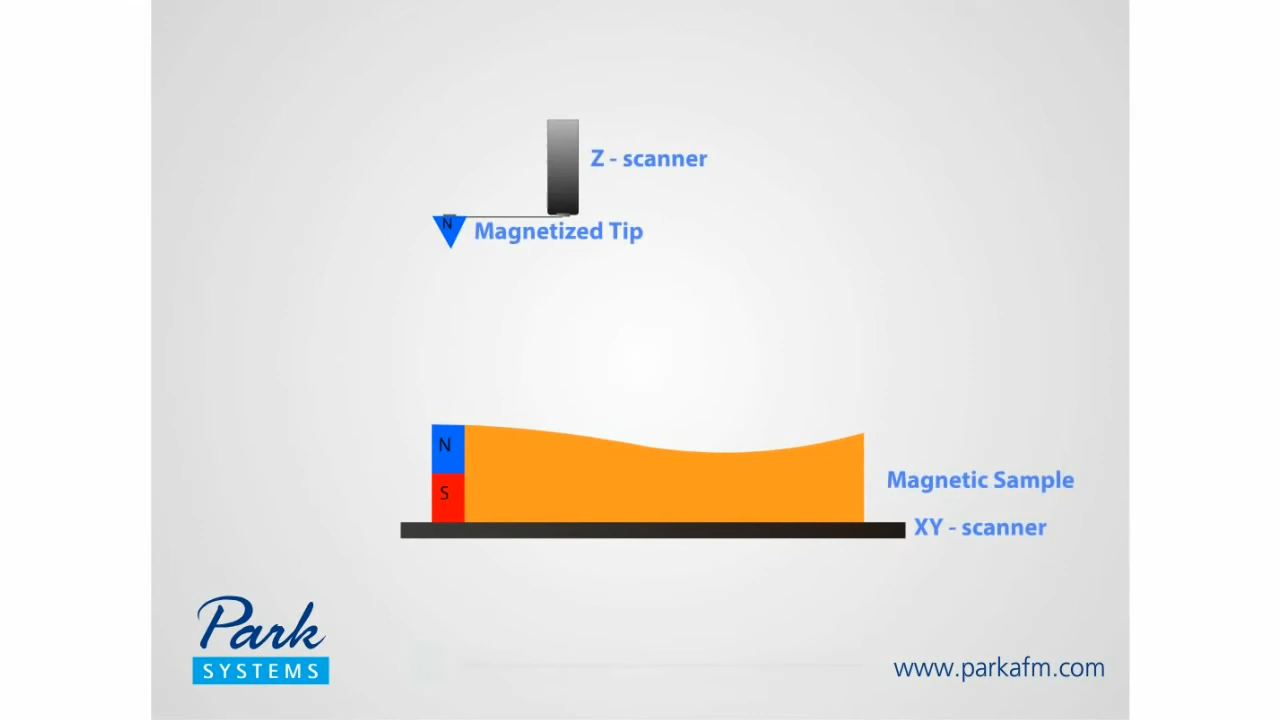 Z - scanner
N
Magnetized Tip
N
S
Magnetic Sample
XY - scanner
Park
SYSTEMS
www.parkafm.com